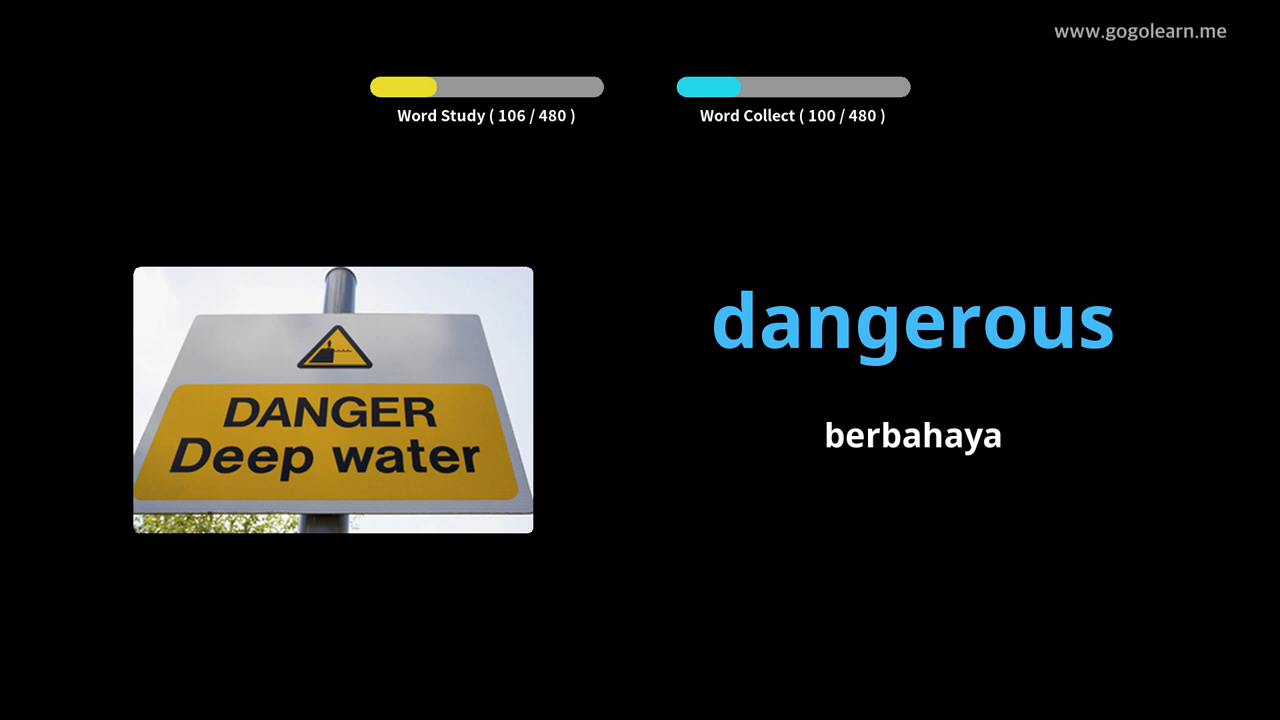 www.gogolearn.me
Word Study ( 106 / 480 )
Word Collect ( 100 / 480 )
DANGER
Deep water
dangerous
berbahaya